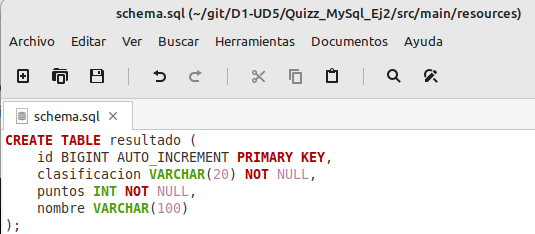 schema.sql (~/git/D1-UD5/Quizz_MySql_Ej2/src/main/resources)
Archivo Editar Ver Buscar Herramientas Documentos Ayuda
schema.sql ×
CREATE TABLE resultado (
    id BIGINT AUTO_INCREMENT PRIMARY KEY,
    clasificacion VARCHAR(20) NOT NULL,
    puntos INT NOT NULL,
    nombre VARCHAR(100)
);